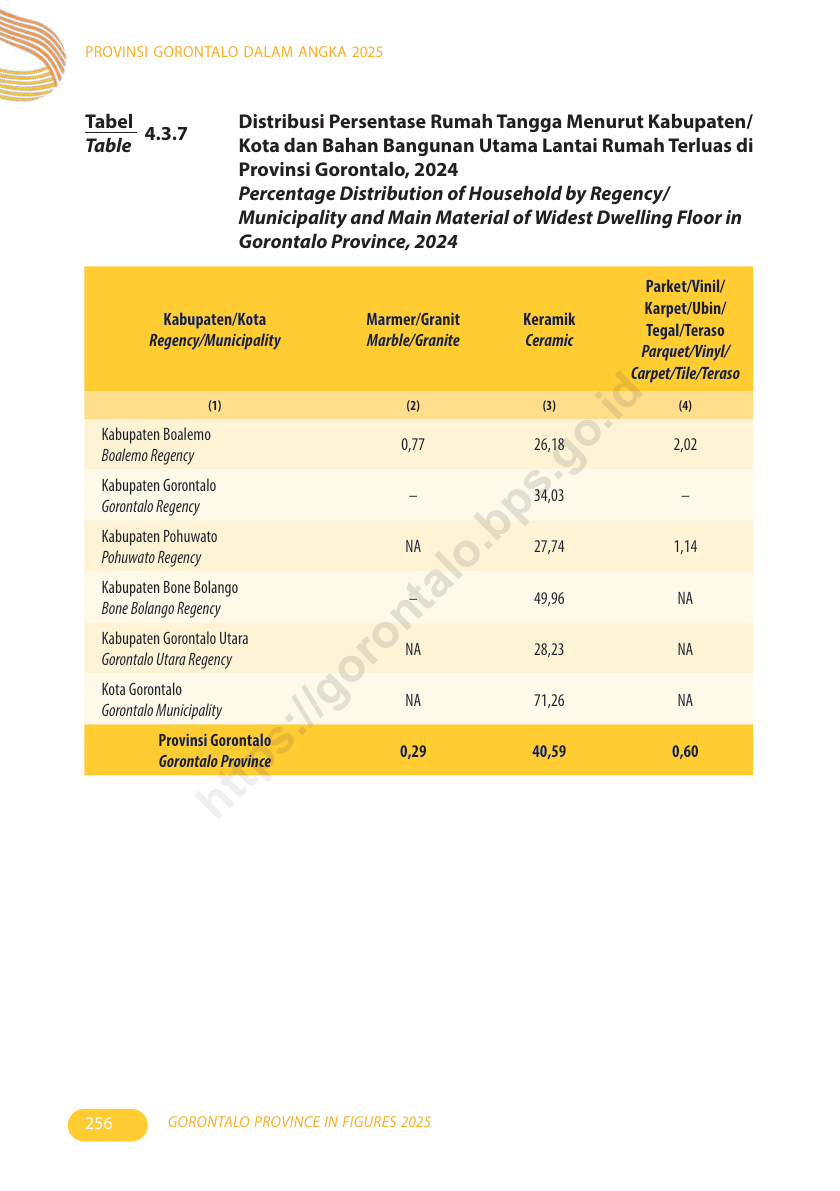 PROVINSI GORONTALO DALAM ANGKA 2025
Tabel
Table
4.3.7
Distribusi Persentase Rumah Tangga Menurut Kabupaten/
Kota dan Bahan Bangunan Utama Lantai Rumah Terluas di
Provinsi Gorontalo, 2024
Percentage Distribution of Household by Regency/
Municipality and Main Material of Widest Dwelling Floor in
Gorontalo Province, 2024
Kabupaten/Kota
Regency/Municipality
Marmer/Granit
Marble/Granite
Keramik
Ceramic
Parket/Vinil/
Karpet/Ubin/
Tegal/Teraso
Parquet/Vinyl/
Carpet/Tile/Teraso
(1) (2) (3) (4)
Kabupaten Boalemo
Boalemo Regency
0,77 26,18 2,02
Kabupaten Gorontalo
Gorontalo Regency
– 34,03 –
Kabupaten Pohuwato
Pohuwato Regency
NA 27,74 1,14
Kabupaten Bone Bolango
Bone Bolango Regency
– 49,96 NA
Kabupaten Gorontalo Utara
Gorontalo Utara Regency
NA 28,23 NA
Kota Gorontalo
Gorontalo Municipality
NA 71,26 NA
Provinsi Gorontalo
Gorontalo Province
0,29 40,59 0,60
https://gorontalo.bps.go.id
256
GORONTALO PROVINCE IN FIGURES 2025